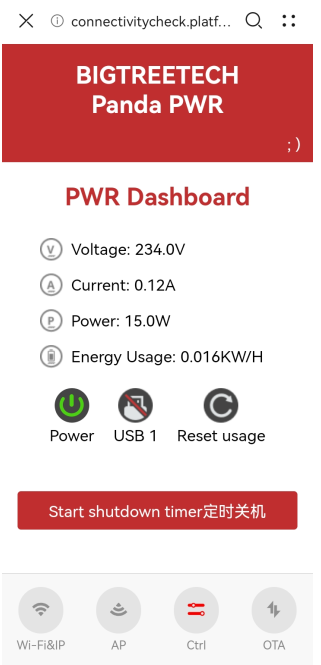 connectivitycheck.platf...
BIGTREETECH
Panda PWR
; )
PWR Dashboard
V Voltage: 234.0V
A Current: 0.12A
P Power: 15.0W
Energy Usage: 0.016KW/H
Power USB 1 Reset usage
Start shutdown timer定时关机
Wi-Fi&IP AP Ctrl OTA